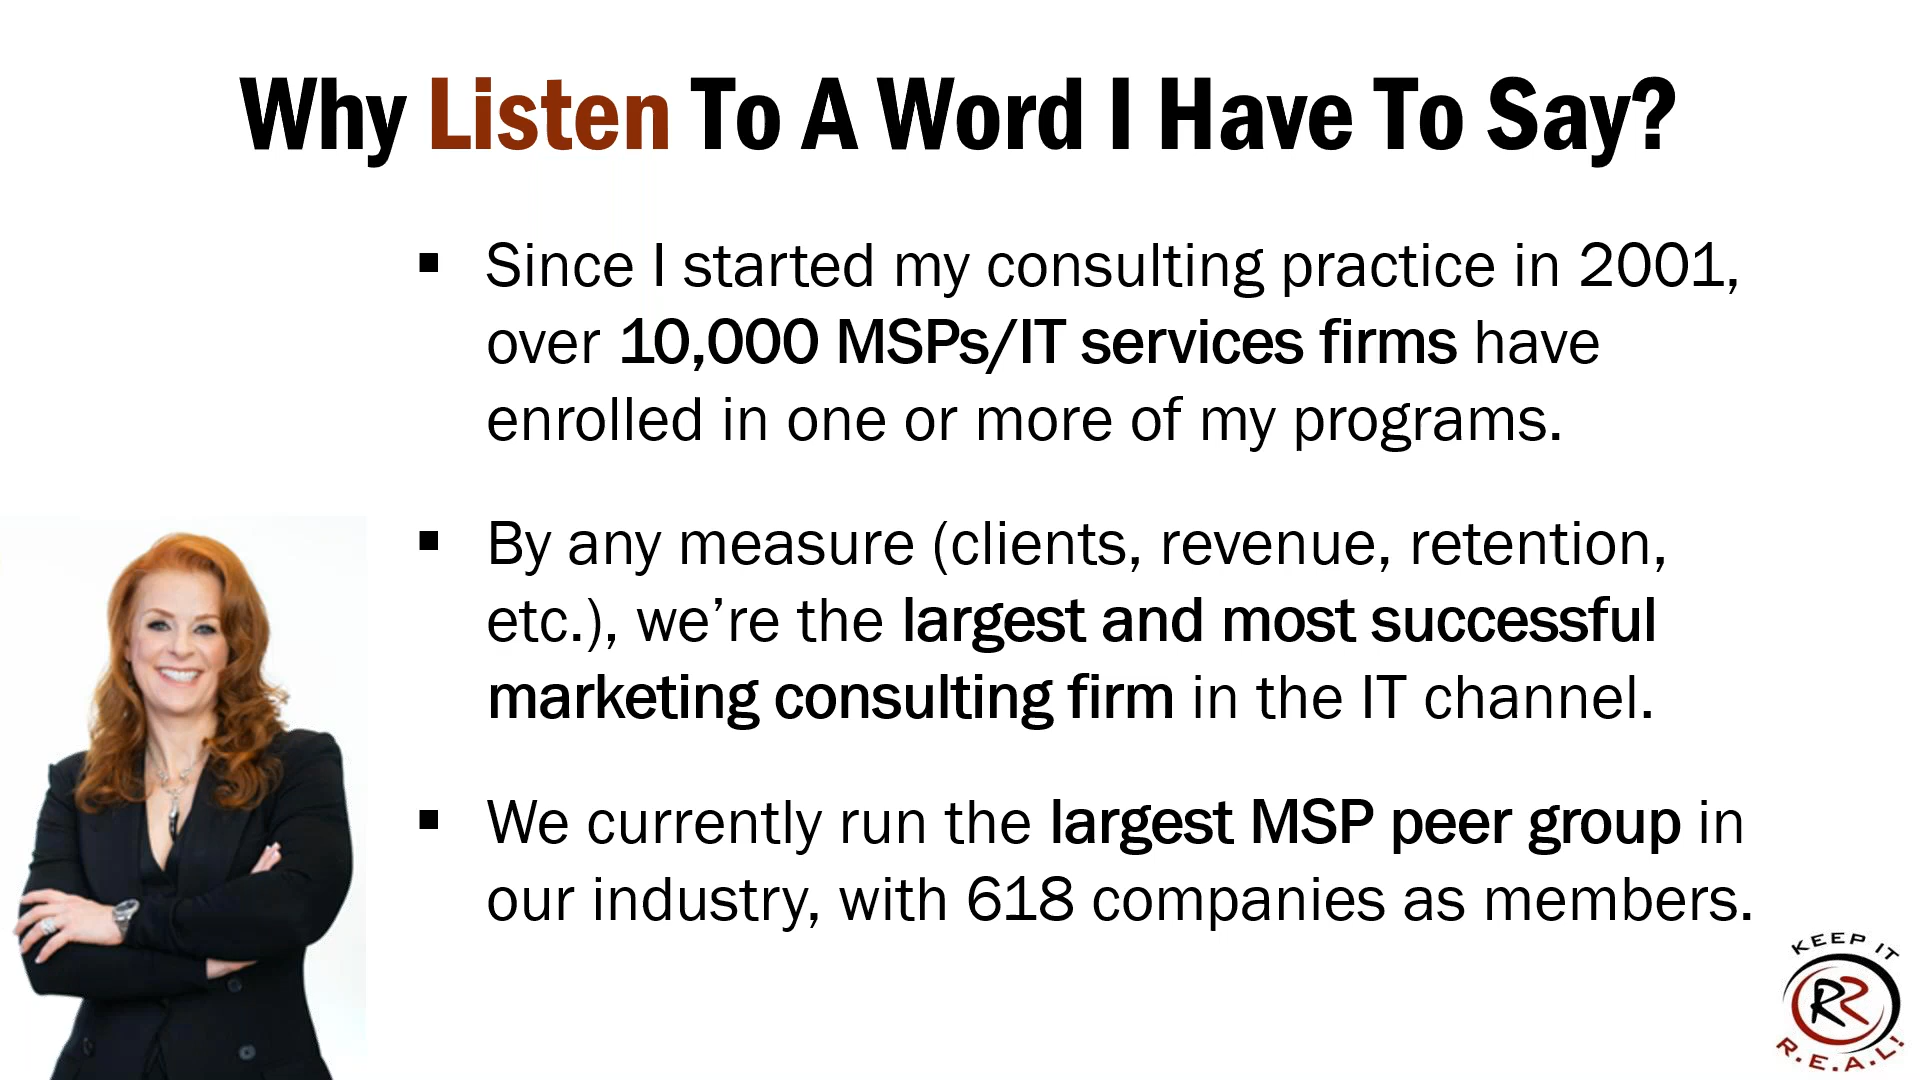 Why Listen To A Word I Have To Say?
▪ Since I started my consulting practice in 2001,
over 10,000 MSPs/IT services firms have
enrolled in one or more of my programs.
▪ By any measure (clients, revenue, retention,
etc.), we’re the largest and most successful
marketing consulting firm in the IT channel.
▪ We currently run the largest MSP peer group in
our industry, with 618 companies as members.
KEEP IT
RR
R.E.A.L!